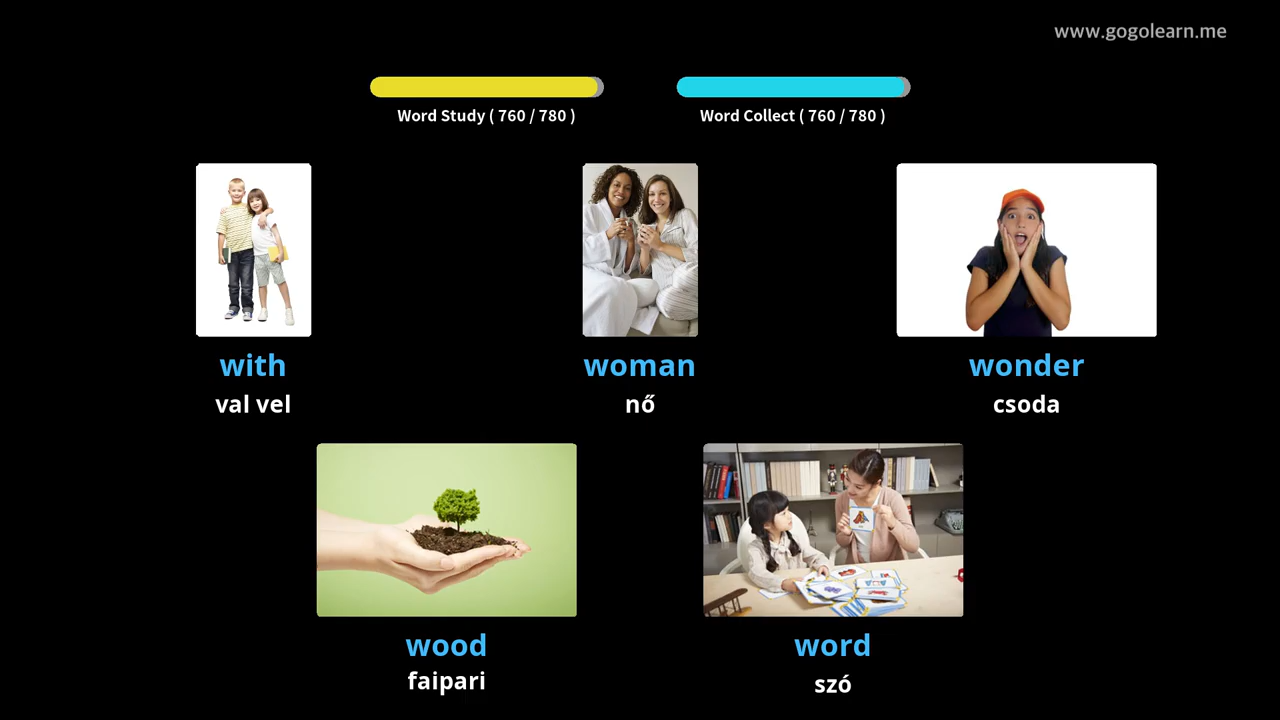 www.gogolearn.me
Word Study ( 760 / 780 )
Word Collect ( 760 / 780 )
with
val vel
woman
nő
wonder
csoda
wood
faipari
word
szó